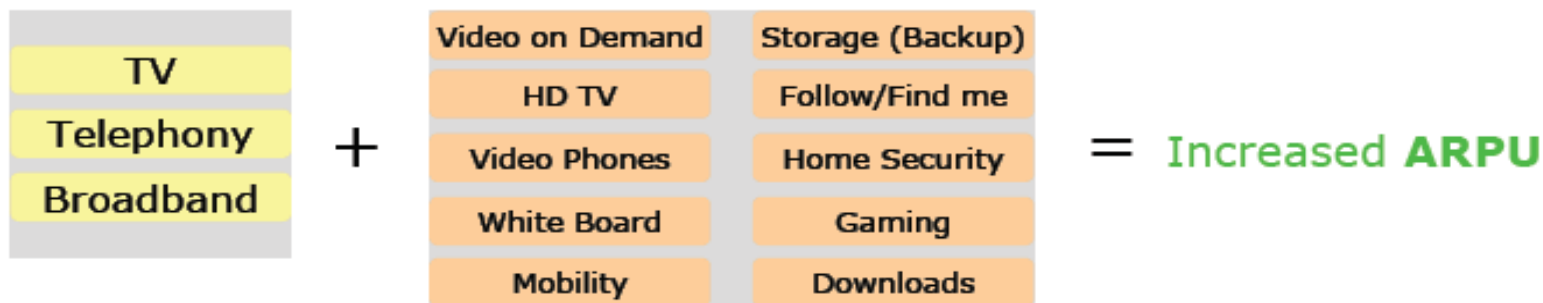 TV
Telephony
Broadband
+
Video on Demand
HD TV
Video Phones
White Board
Mobility
Storage (Backup)
Follow/Find me
Home Security
Gaming
Downloads
= Increased ARPU